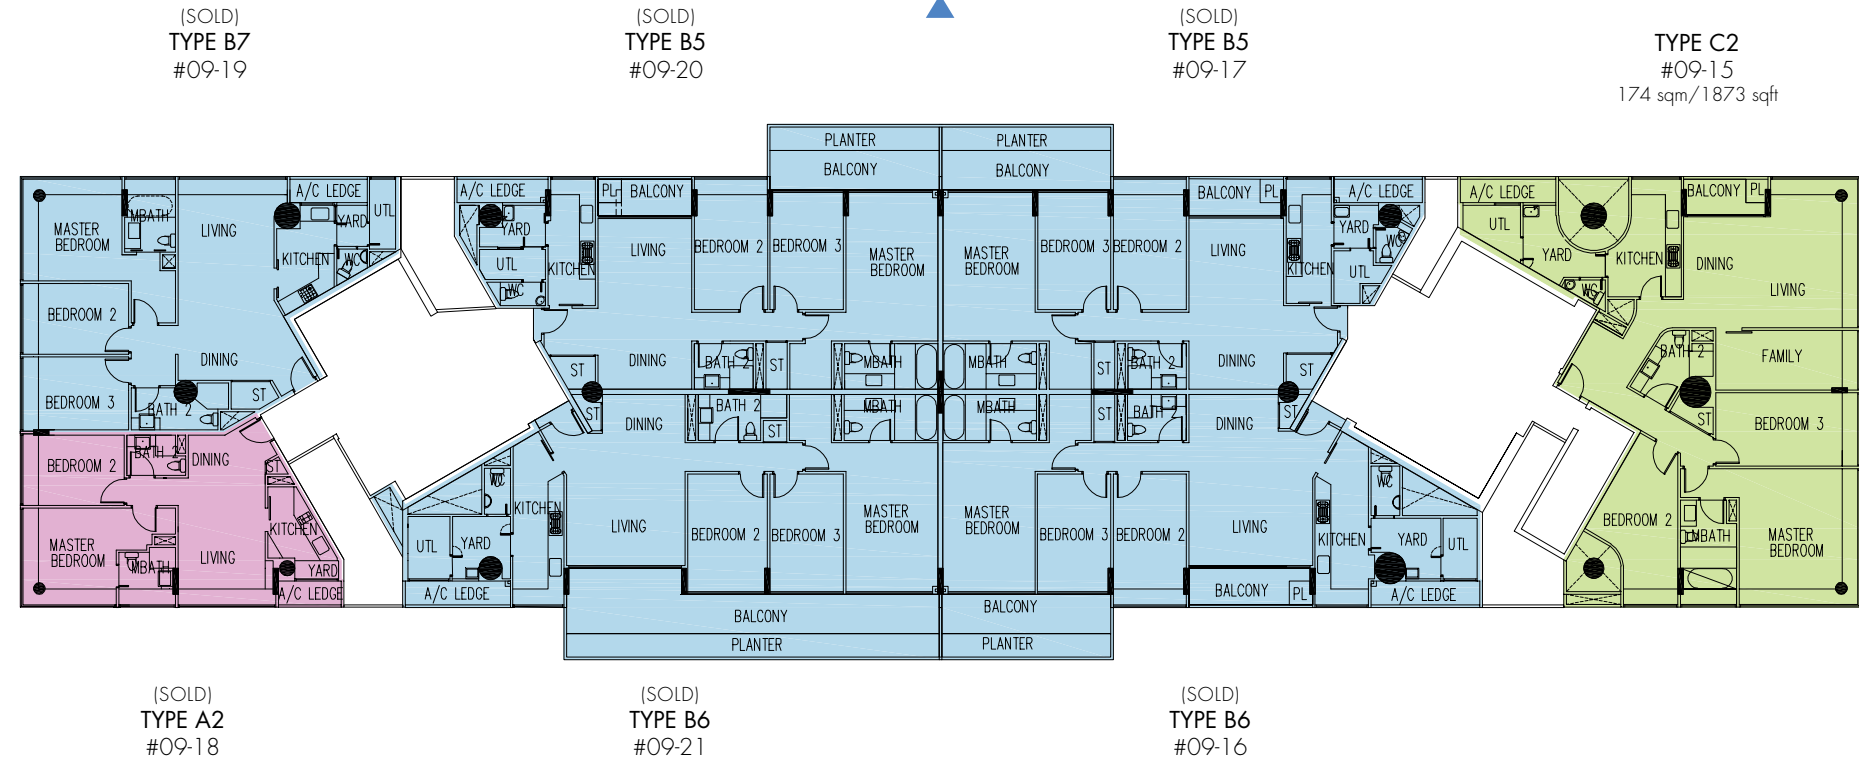 (SOLD)
TYPE B7
#09-19
(SOLD)
TYPE B5
#09-20
(SOLD)
TYPE B5
#09-17
TYPE C2
#09-15
174 sqm/1873 sqft
MASTER
BEDROOM
MBATH
LIVING
A/C LEDGE
YARD
UTL
KITCHEN
WC
BEDROOM 2
DINING
BEDROOM 3
BATH 2
ST
A/C LEDGE
YARD
UTL
WC
KITCHEN
PL
BALCONY
LIVING
BEDROOM 2
BEDROOM 3
PLANTER
BALCONY
MASTER
BEDROOM
DINING
ST
BATH 2
ST
MBATH
PLANTER
BALCONY
MASTER
BEDROOM
BEDROOM 3
BEDROOM 2
BALCONY
PL
LIVING
KITCHEN
A/C LEDGE
YARD
WC
UTL
MBATH
ST
BATH 2
DINING
ST
A/C LEDGE
UTL
YARD
KITCHEN
WC
BALCONY
PL
DINING
LIVING
FAMILY
BATH 2
ST
BEDROOM 3
BEDROOM 2
MBATH
MASTER
BEDROOM
BEDROOM 2
BATH 2
DINING
ST
KITCHEN
MASTER
BEDROOM
MBATH
LIVING
YARD
A/C LEDGE
ST
DINING
BATH 2
ST
MBATH
WC
KITCHEN
UTL
YARD
A/C LEDGE
LIVING
BEDROOM 2
BEDROOM 3
MASTER
BEDROOM
BALCONY
PLANTER
MBATH
ST
BATH 2
DINING
ST
MASTER
BEDROOM
BEDROOM 3
BEDROOM 2
LIVING
KITCHEN
WC
YARD
UTL
A/C LEDGE
BALCONY
PL
BALCONY
PLANTER
(SOLD)
TYPE A2
#09-18
(SOLD)
TYPE B6
#09-21
(SOLD)
TYPE B6
#09-16